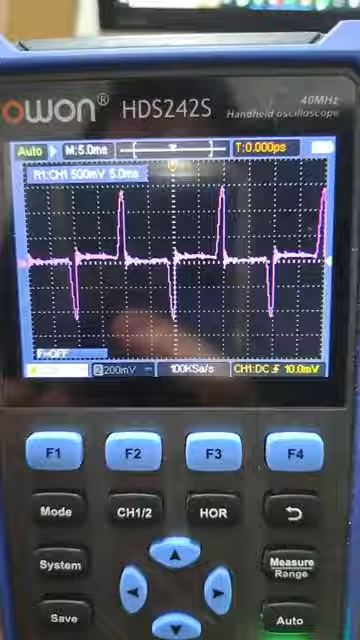 owon® HDS242S
40MHz
Handheld oscilloscope
Auto M:5.0ms T:0.000ps
R1:CH1 500mV 5.0ms
F=OFF
2 200mV 100KSa/s CH1:DC 10.0mV
F1 F2 F3 F4
Mode CH1/2 HOR
System Measure
Range
Save Auto